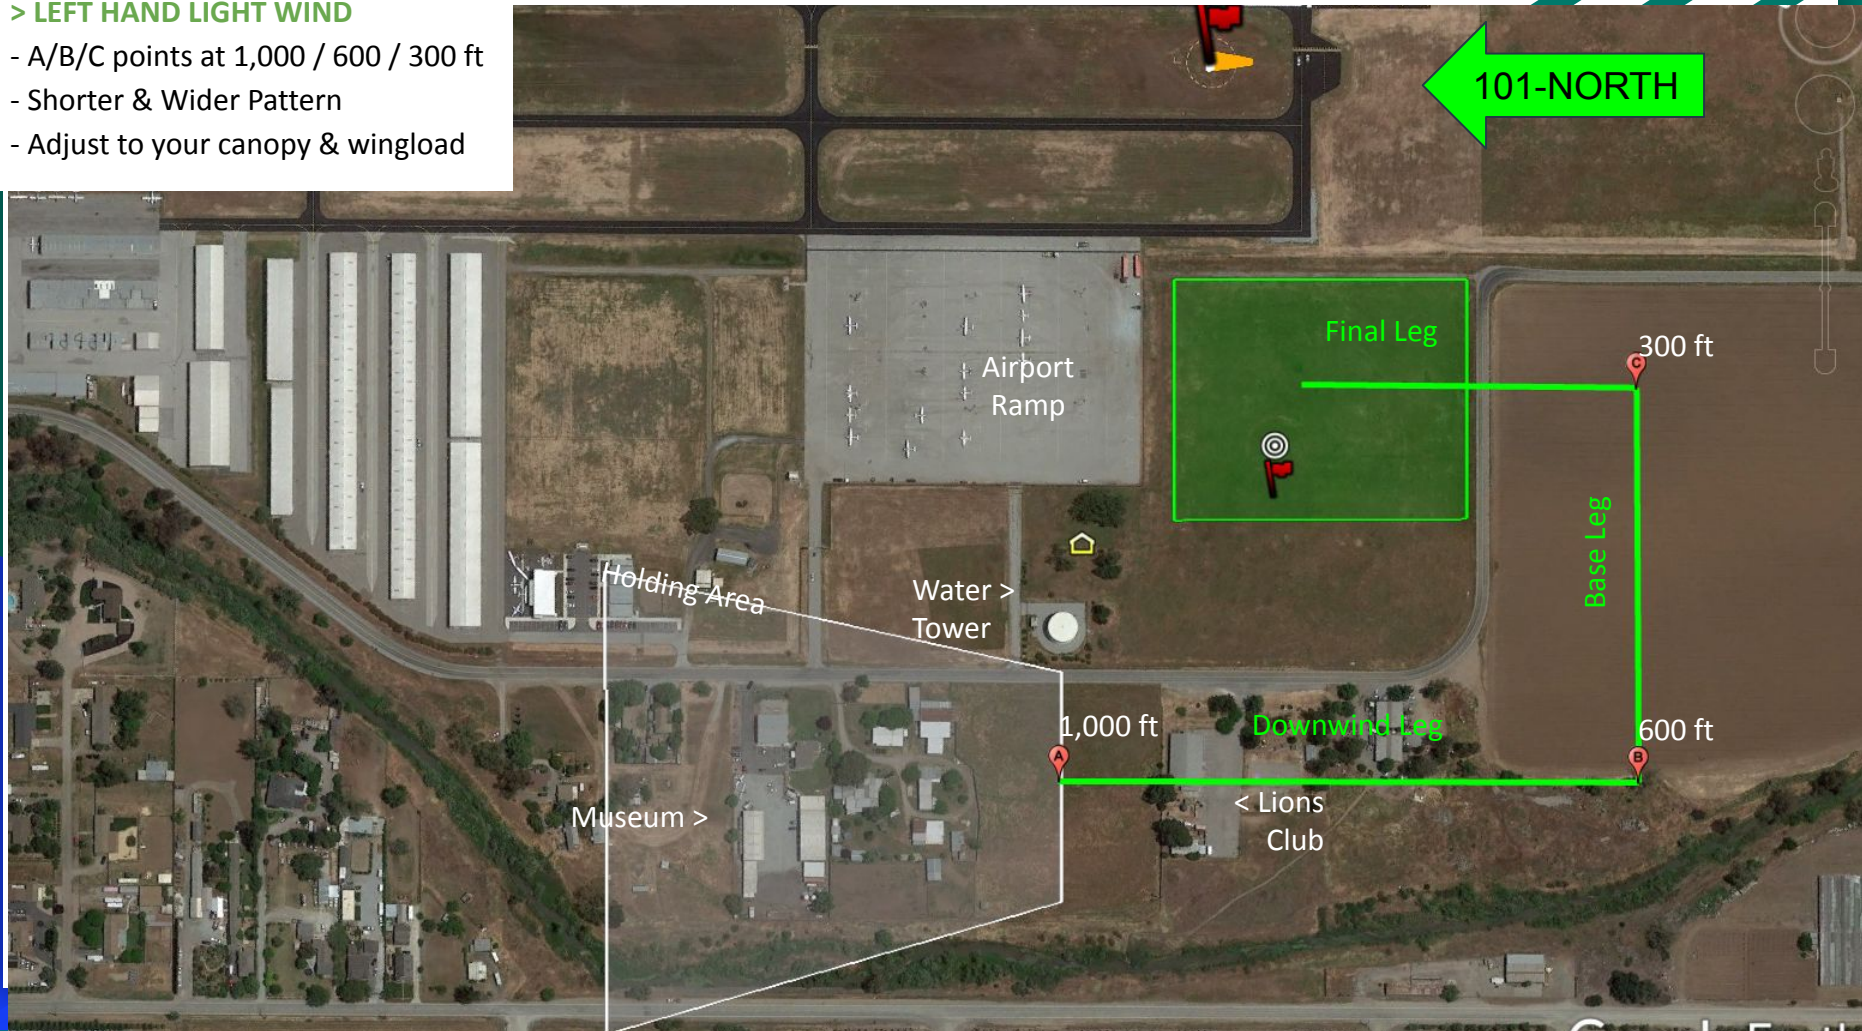 > LEFT HAND LIGHT WIND
- A/B/C points at 1,000 / 600 / 300 ft
- Shorter & Wider Pattern
- Adjust to your canopy & wingload
101-NORTH
Final Leg
300 ft
C
Airport
Ramp
Base Leg
Holding Area
Water >
Tower
1,000 ft
A
Downwind Leg
600 ft
B
Museum >
< Lions
Club